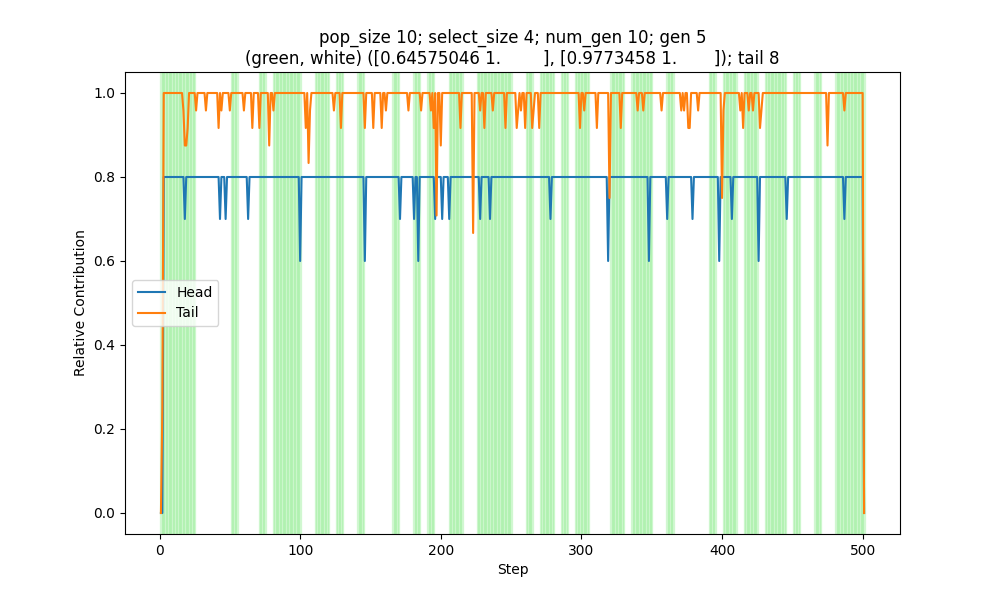 pop_size 10; select_size 4; num_gen 10; gen 5
(green, white) ([0.64575046 1.        ], [0.9773458 1.       ]); tail 8
1.0
0.8
0.6
0.4
0.2
0.0
Relative Contribution
Head
Tail
0
100
200
300
400
500
Step